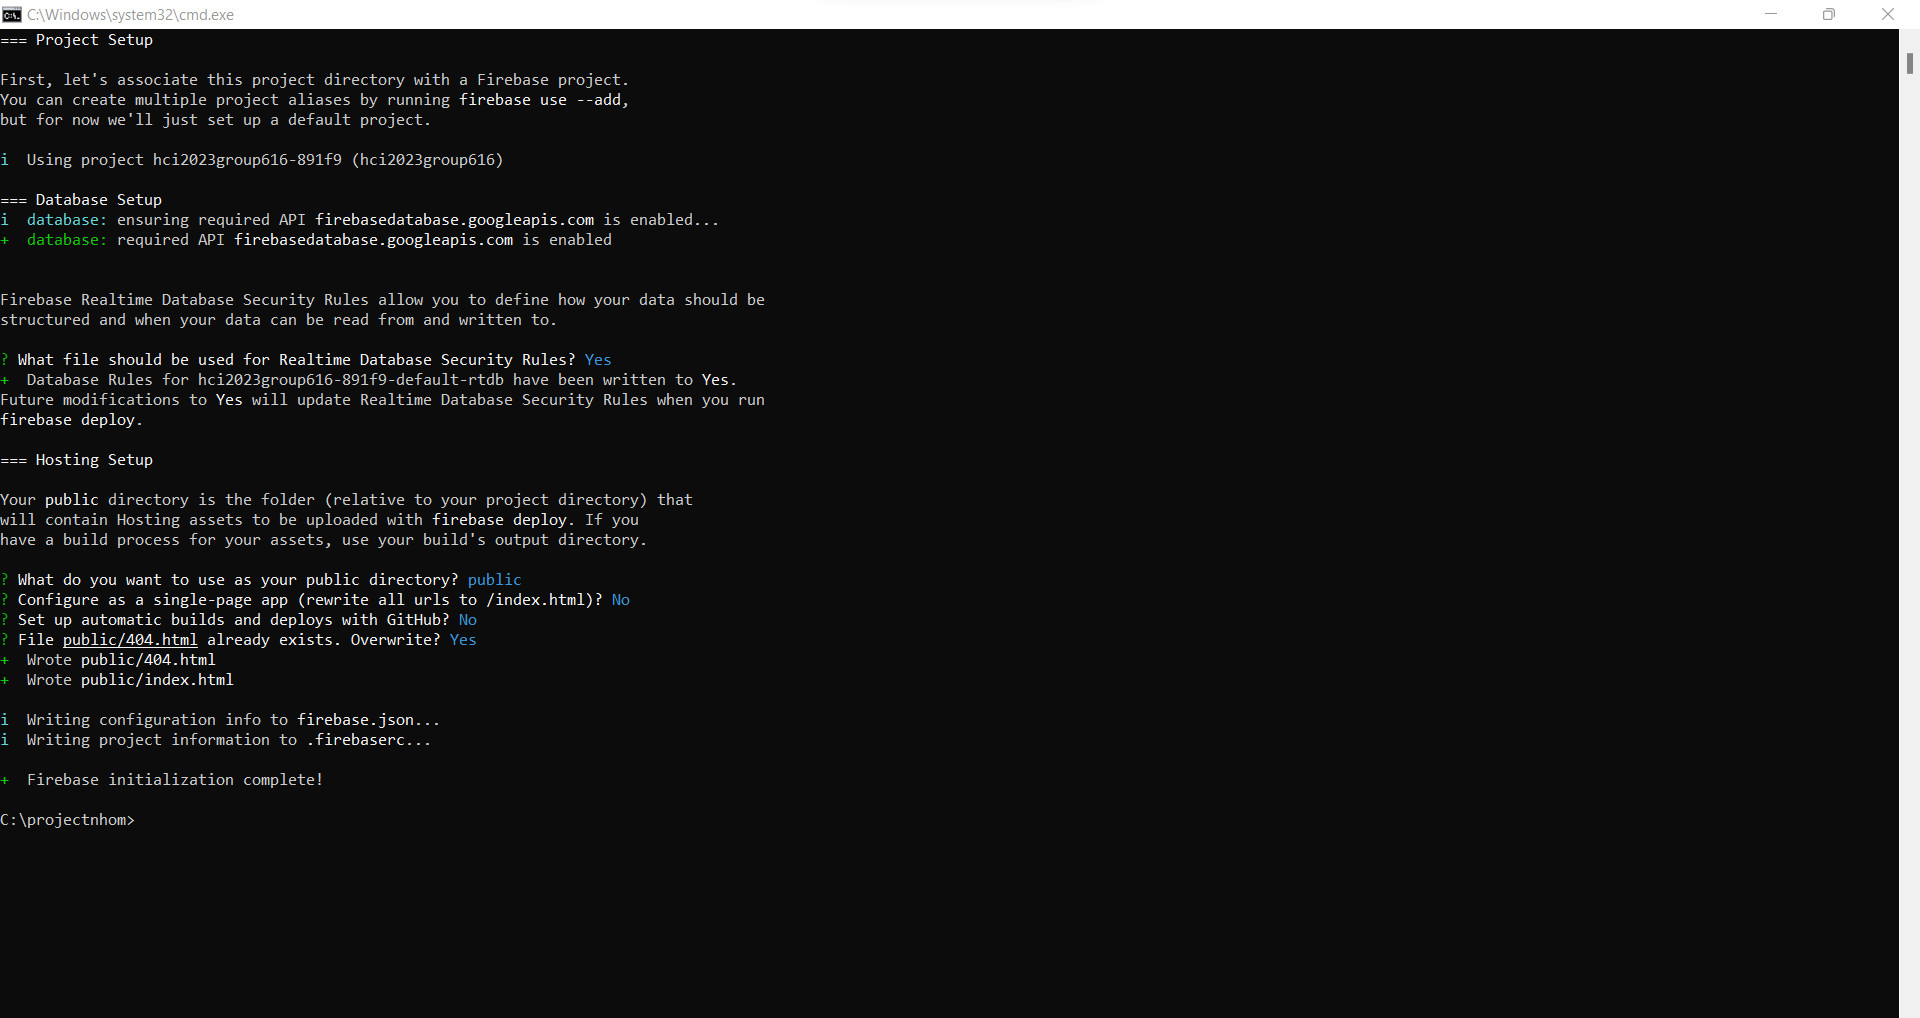 C:\Windows\system32\cmd.exe
=== Project Setup
First, let's associate this project directory with a Firebase project.
You can create multiple project aliases by running firebase use --add,
but for now we'll just set up a default project.
i  Using project hci2023group616-891f9 (hci2023group616)
=== Database Setup
i  database: ensuring required API firebasedatabase.googleapis.com is enabled...
+  database: required API firebasedatabase.googleapis.com is enabled
Firebase Realtime Database Security Rules allow you to define how your data should be
structured and when your data can be read from and written to.
? What file should be used for Realtime Database Security Rules? Yes
+  Database Rules for hci2023group616-891f9-default-rtdb have been written to Yes.
Future modifications to Yes will update Realtime Database Security Rules when you run
firebase deploy.
=== Hosting Setup
Your public directory is the folder (relative to your project directory) that
will contain Hosting assets to be uploaded with firebase deploy. If you
have a build process for your assets, use your build's output directory.
? What do you want to use as your public directory? public
? Configure as a single-page app (rewrite all urls to /index.html)? No
? Set up automatic builds and deploys with GitHub? No
? File public/404.html already exists. Overwrite? Yes
+  Wrote public/404.html
+  Wrote public/index.html
i  Writing configuration info to firebase.json...
i  Writing project information to .firebaserc...
+  Firebase initialization complete!
C:\projectnhom>